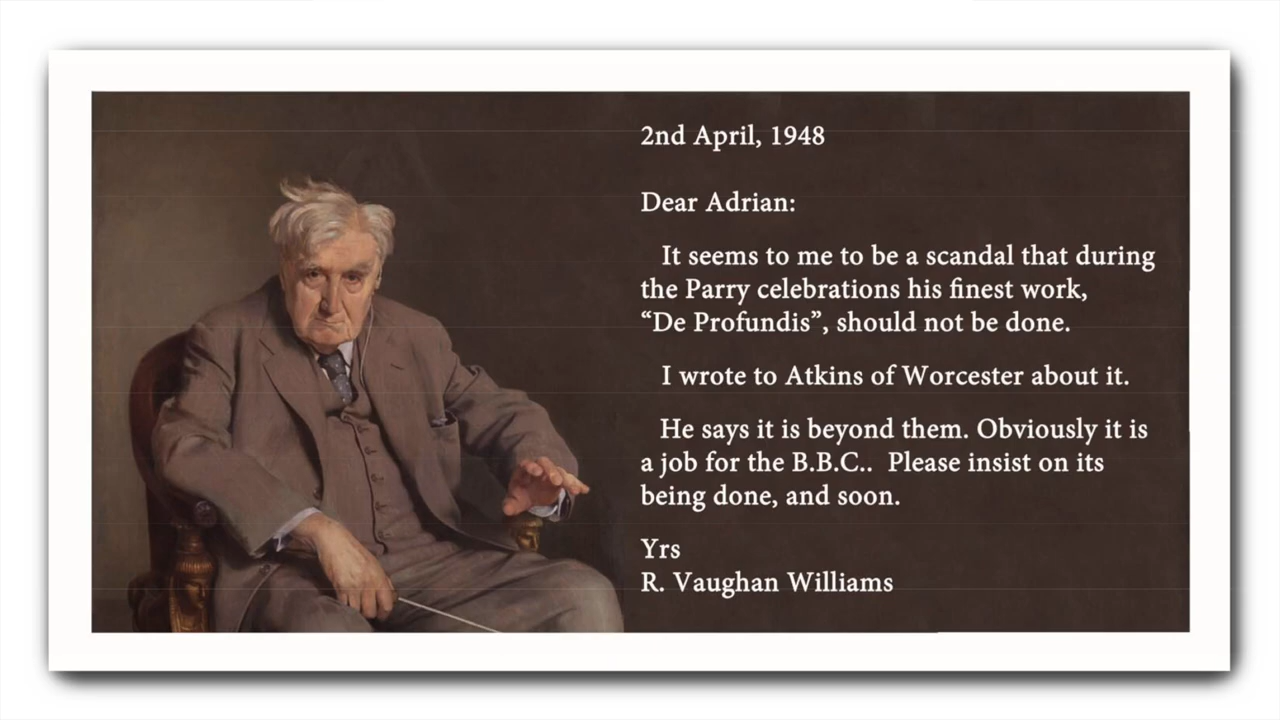 2nd April, 1948
Dear Adrian:
It seems to me to be a scandal that during
the Parry celebrations his finest work,
“De Profundis”, should not be done.
I wrote to Atkins of Worcester about it.
He says it is beyond them. Obviously it is
a job for the B.B.C..  Please insist on its
being done, and soon.
Yrs
R. Vaughan Williams